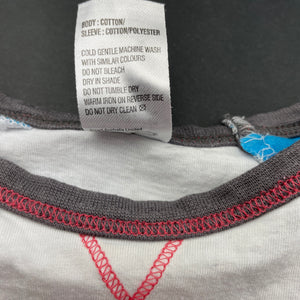 BODY : COTTON/
SLEEVE : COTTON/POLYESTER
COLD GENTLE MACHINE WASH
WITH SIMILAR COLOURS
DO NOT BLEACH
DRY IN SHADE
DO NOT TUMBLE DRY
WARM IRON ON REVERSE SIDE
DO NOT DRY CLEAN
Limited